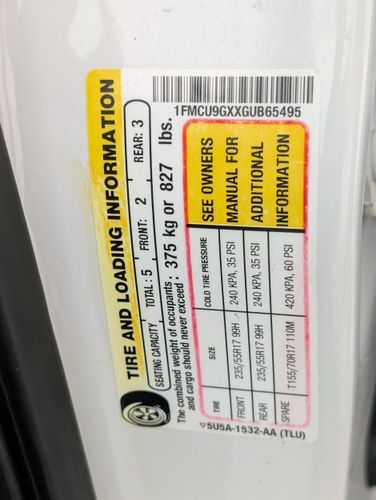 1FMCU9GXXGUB65495
TIRE AND LOADING INFORMATION
SEATING CAPACITY TOTAL: 5 FRONT: 2 REAR: 3
The combined weight of occupants
and cargo should never exceed : 375 kg or 827 lbs.
TIRE SIZE COLD TIRE PRESSURE SEE OWNERS
FRONT 235/55R17 99H 240 KPA, 35 PSI MANUAL FOR
REAR 235/55R17 99H 240 KPA, 35 PSI ADDITIONAL
SPARE T155/70R17 110M 420 KPA, 60 PSI INFORMATION
5U5A-1532-AA (TLU)